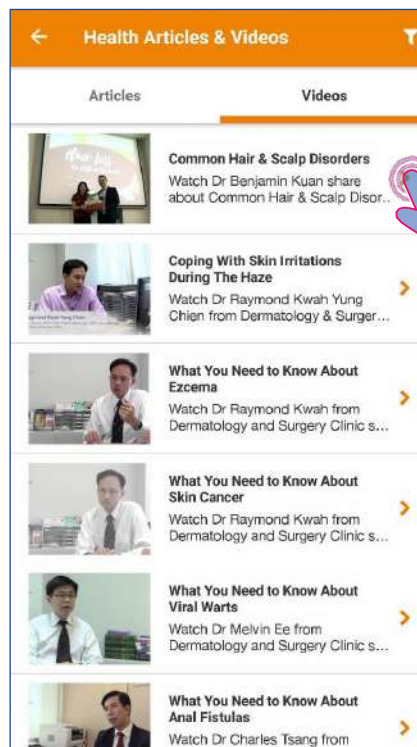 Health Articles & Videos
Articles
Videos
Hair Loss
Common Hair & Scalp Disorders
Watch Dr Benjamin Kuan share
about Common Hair & Scalp Disor..
Coping With Skin Irritations
During The Haze
Watch Dr Raymond Kwah Yung
Chien from Dermatology & Surger...
What You Need to Know About
Ezcema
Watch Dr Raymond Kwah from
Dermatology and Surgery Clinic s...
What You Need to Know About
Skin Cancer
Watch Dr Raymond Kwah from
Dermatology and Surgery Clinic s...
What You Need to Know About
Viral Warts
Watch Dr Melvin Ee from
Dermatology and Surgery Clinic s...
What You Need to Know About
Anal Fistulas
Watch Dr Charles Tsang from